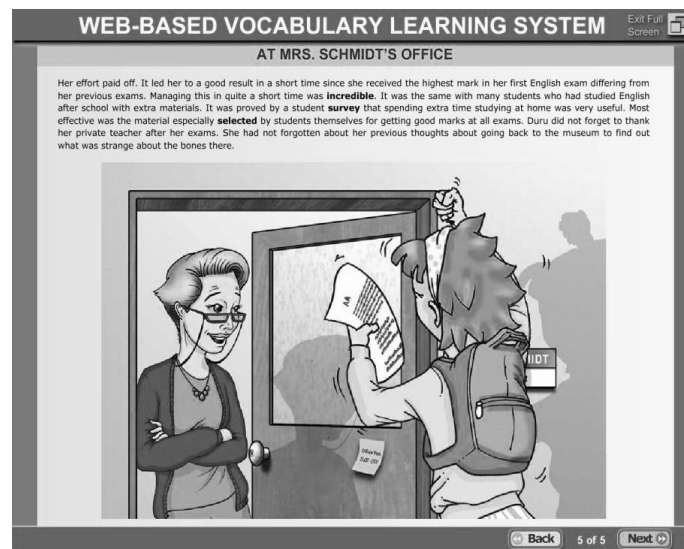 WEB-BASED VOCABULARY LEARNING SYSTEM
Exit Full
Screen
AT MRS. SCHMIDT'S OFFICE
Her effort paid off. It led her to a good result in a short time since she received the highest mark in her first English exam differing from
her previous exams. Managing this in quite a short time was incredible. It was the same with many students who had studied English
after school with extra materials. It was proved by a student survey that spending extra time studying at home was very useful. Most
effective was the material especially selected by students themselves for getting good marks at all exams. Duru did not forget to thank
her private teacher after her exams. She had not forgotten about her previous thoughts about going back to the museum to find out
what was strange about the bones there.
AA
IDT
Back
5 of 5
Next